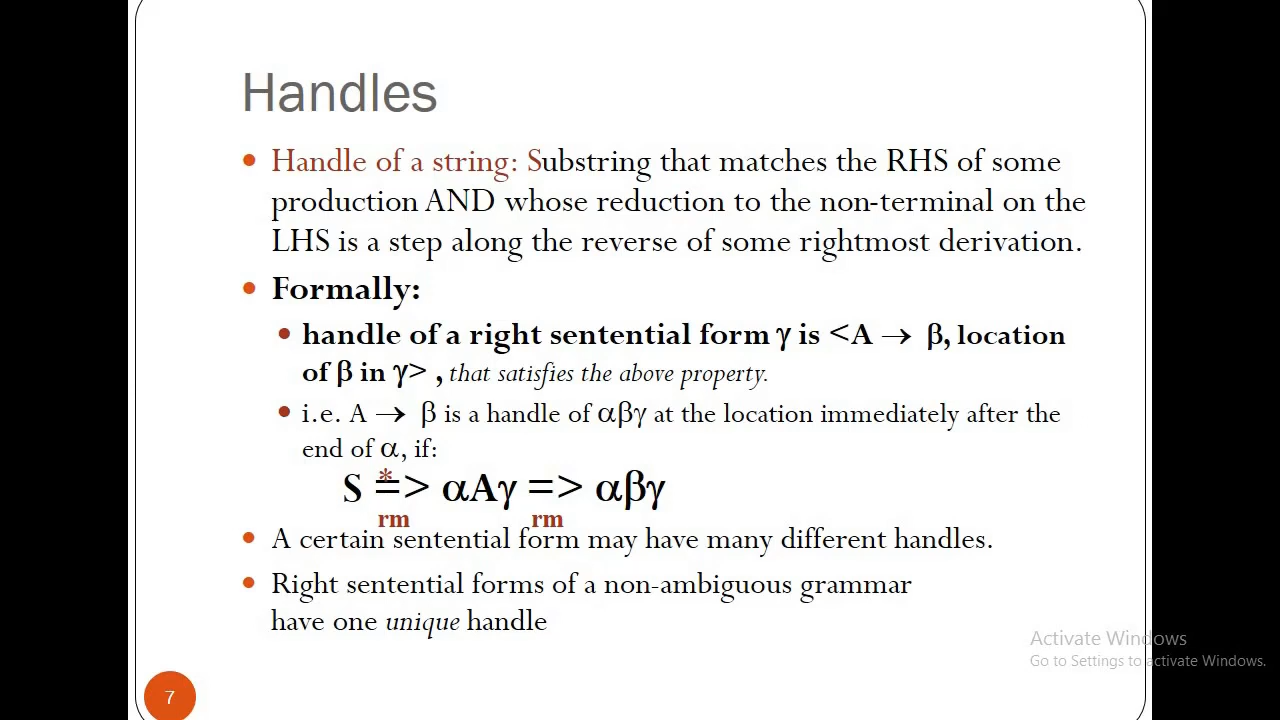 Handles
• Handle of a string: Substring that matches the RHS of some
production AND whose reduction to the non-terminal on the
LHS is a step along the reverse of some rightmost derivation.
• Formally:
• handle of a right sentential form γ is <A → β, location
of β in γ> , that satisfies the above property.
• i.e. A → β is a handle of αβγ at the location immediately after the
end of α, if:
*
S => αAγ => αβγ
rm rm
• A certain sentential form may have many different handles.
• Right sentential forms of a non-ambiguous grammar
have one unique handle
Activate Windows
Go to Settings to activate Windows.
7